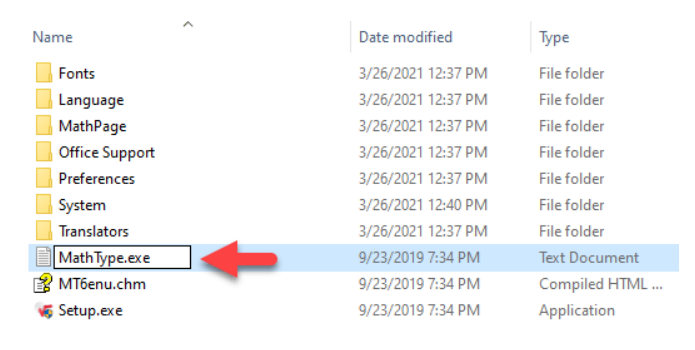 Name Date modified Type
Fonts 3/26/2021 12:37 PM File folder
Language 3/26/2021 12:37 PM File folder
MathPage 3/26/2021 12:37 PM File folder
Office Support 3/26/2021 12:37 PM File folder
Preferences 3/26/2021 12:37 PM File folder
System 3/26/2021 12:40 PM File folder
Translators 3/26/2021 12:37 PM File folder
MathType.exe 9/23/2019 7:34 PM Text Document
MT6enu.chm 9/23/2019 7:34 PM Compiled HTML ...
Setup.exe 9/23/2019 7:34 PM Application